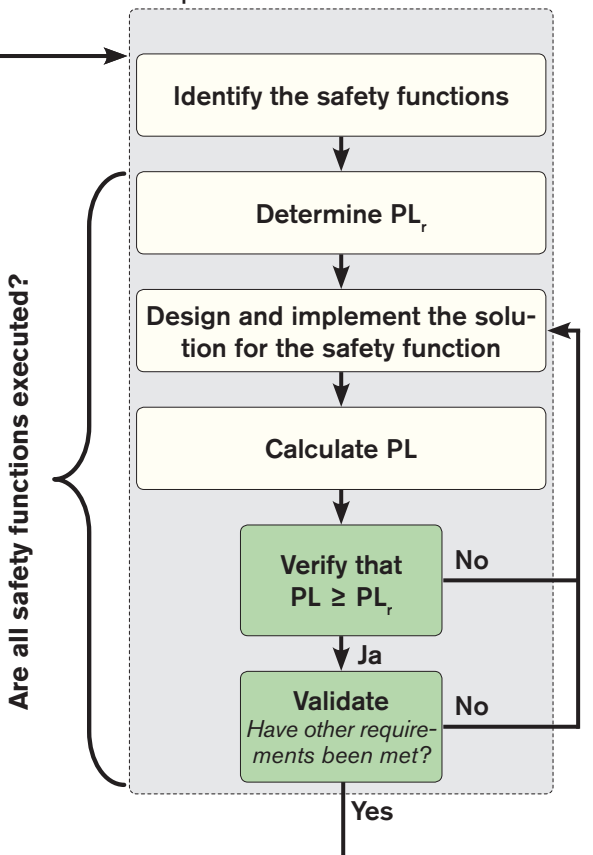 Identify the safety functions
Determine PLr
Design and implement the solu-
tion for the safety function
Calculate PL
Verify that
PL ≥ PLr
No
Ja
Validate
Have other require-
ments been met?
No
Yes
Are all safety functions executed?